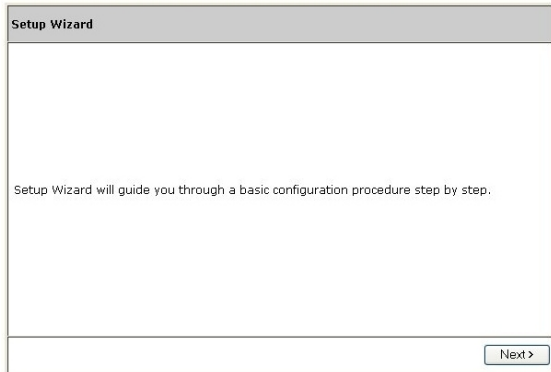 Setup Wizard
Setup Wizard will guide you through a basic configuration procedure step by step.
Next >